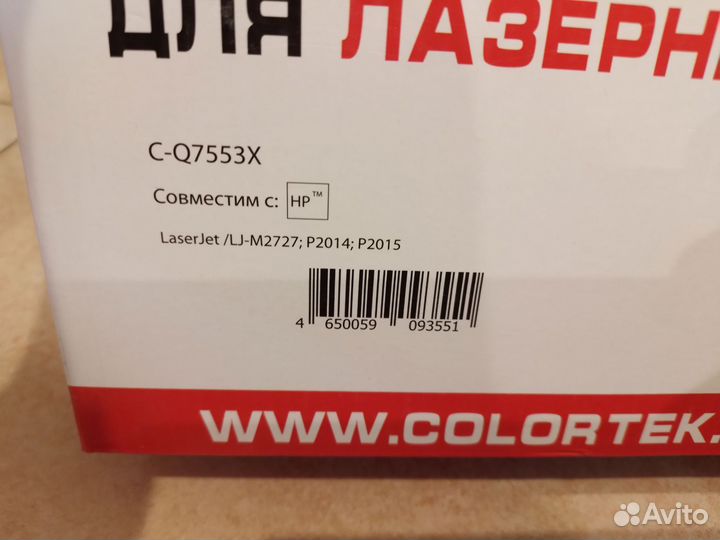 ДЛЯ ЛАЗЕРН
C-Q7553X
Совместим с: HP™
LaserJet /LJ-M2727; P2014; P2015
4 650059 093551
WWW.COLORTEK.
Avito